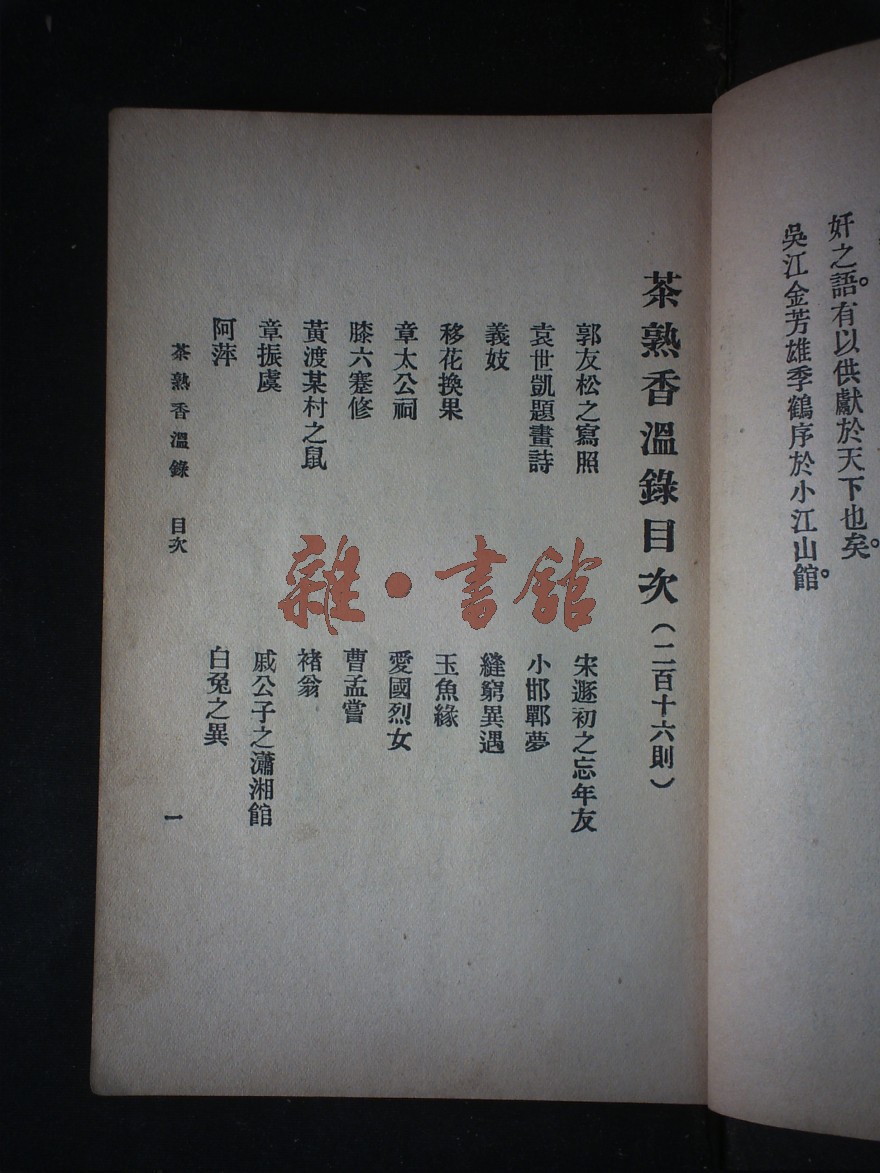 奸之語。有以供獻於天下也矣。
吳江金芳雄季鶴序於小江山館。
茶熟香溫錄目次（二百十六則）
郭友松之寫照　宋遯初之忘年友
袁世凱題畫詩　小邯鄲夢
義妓　縫窮異遇
移花換果　玉魚緣
章太公祠　愛國烈女
膝六蹇修　曹孟嘗
黃渡某村之鼠　褚翁
章振虞　戚公子之瀟湘館
阿萍　白兔之異
茶熟香溫錄　目次　一
雜·書館